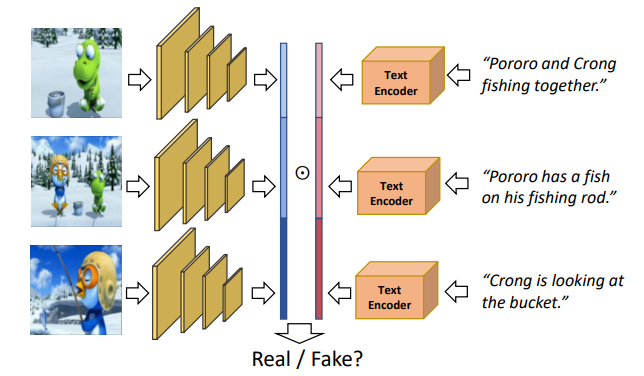 Text
Encoder
“Pororo and Crong
fishing together.”
Text
Encoder
“Pororo has a fish
on his fishing rod.”
Text
Encoder
“Crong is looking at
the bucket.”
Real / Fake?